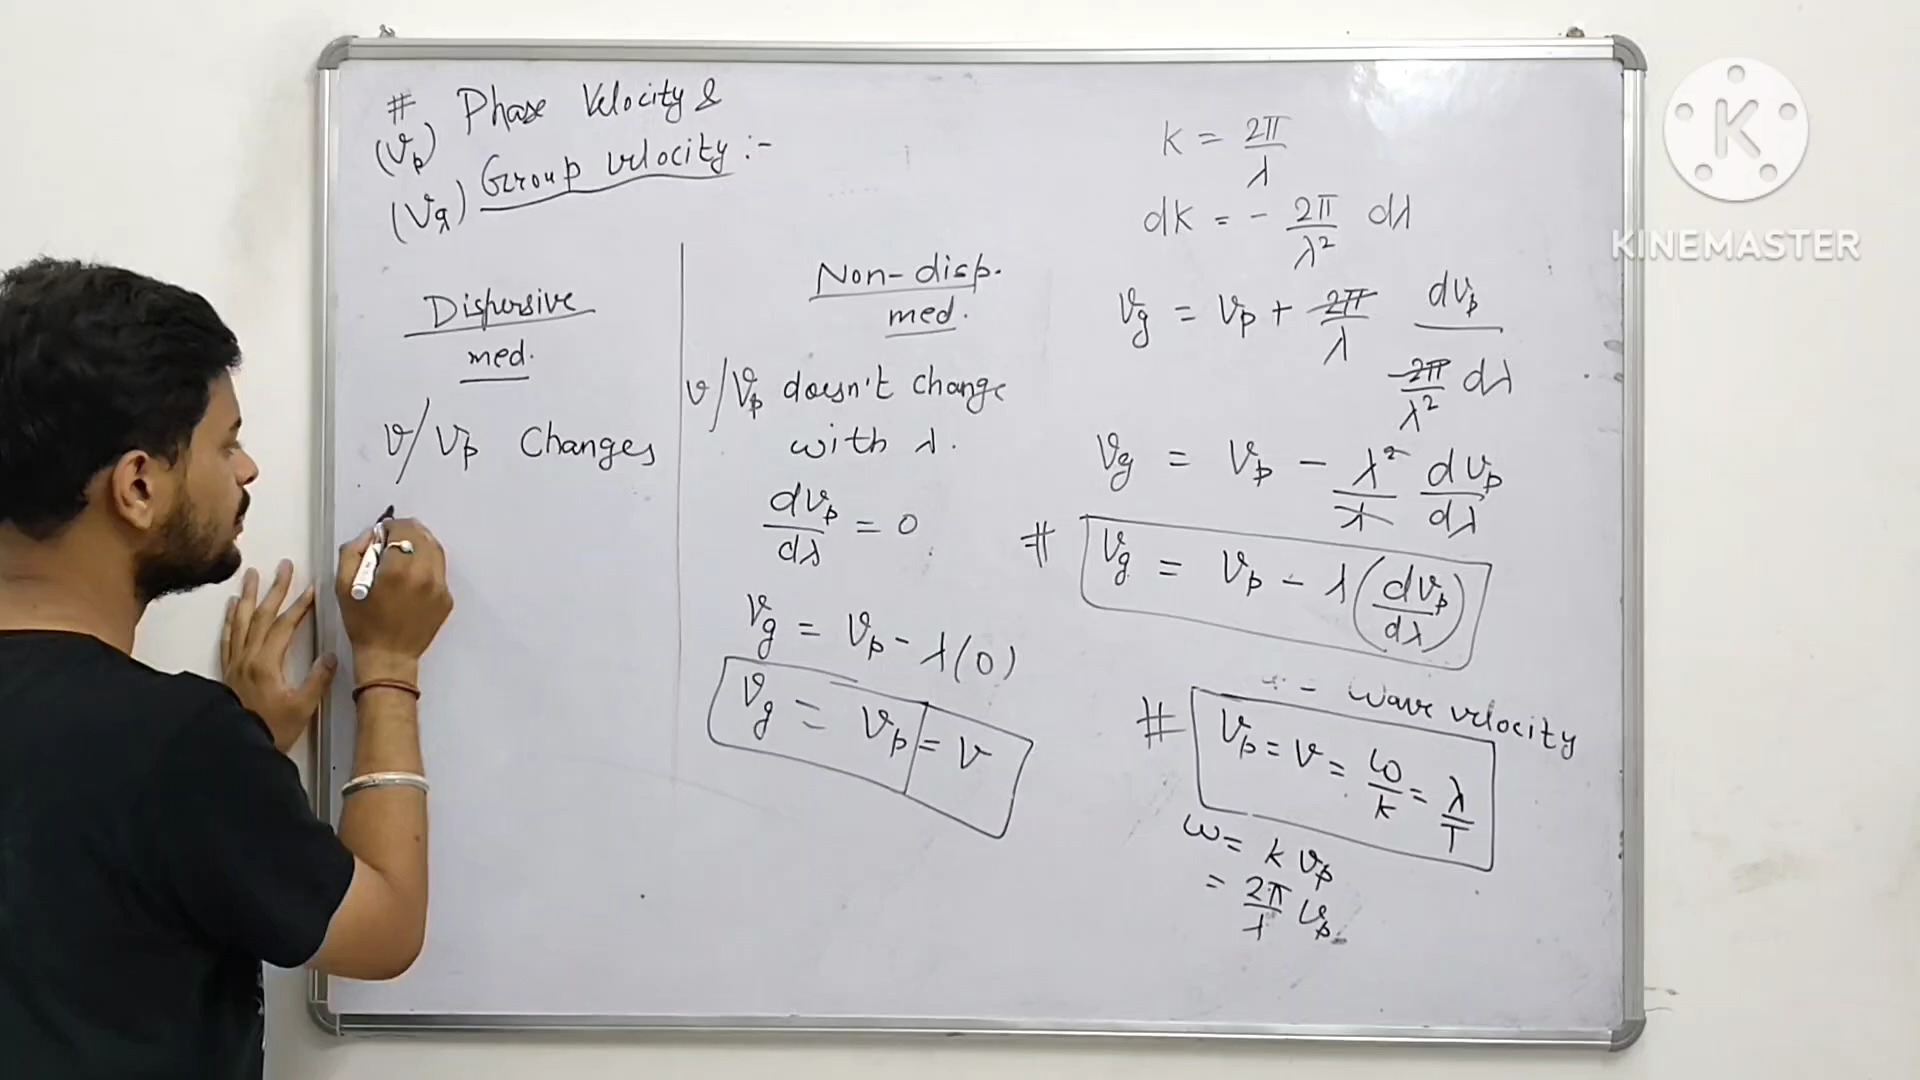 # Phase Velocity &
(Vp)
(Vg) Group Velocity :-
Dispersive
med.
v/Vp Changes
Non-disp.
med.
v/Vp doesn't change
with λ.
dVp/dλ = 0
Vg = Vp - λ(0)
Vg = Vp = v
k = 2π/λ
dk = - 2π/λ² dλ
Vg = Vp + 2π/λ dVp/(-2π/λ² dλ)
Vg = Vp - λ²/λ dVp/dλ
# Vg = Vp - λ(dVp/dλ)
- wave velocity
# Vp = v = ω/k = λ/T
ω = k Vp
= 2π/λ Vp
K
KINEMASTER